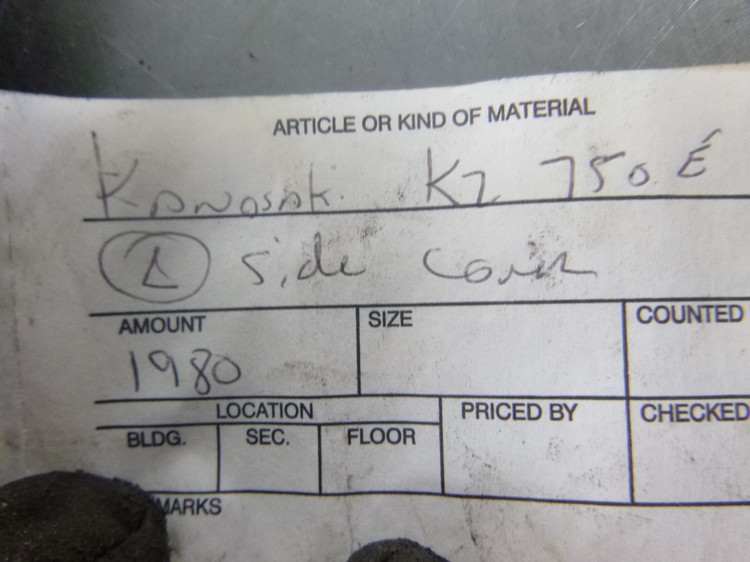 ARTICLE OR KIND OF MATERIAL
Kawasak. KZ 750 E
L side cover
AMOUNT SIZE COUNTED
1980
LOCATION PRICED BY CHECKED
BLDG. SEC. FLOOR
MARKS